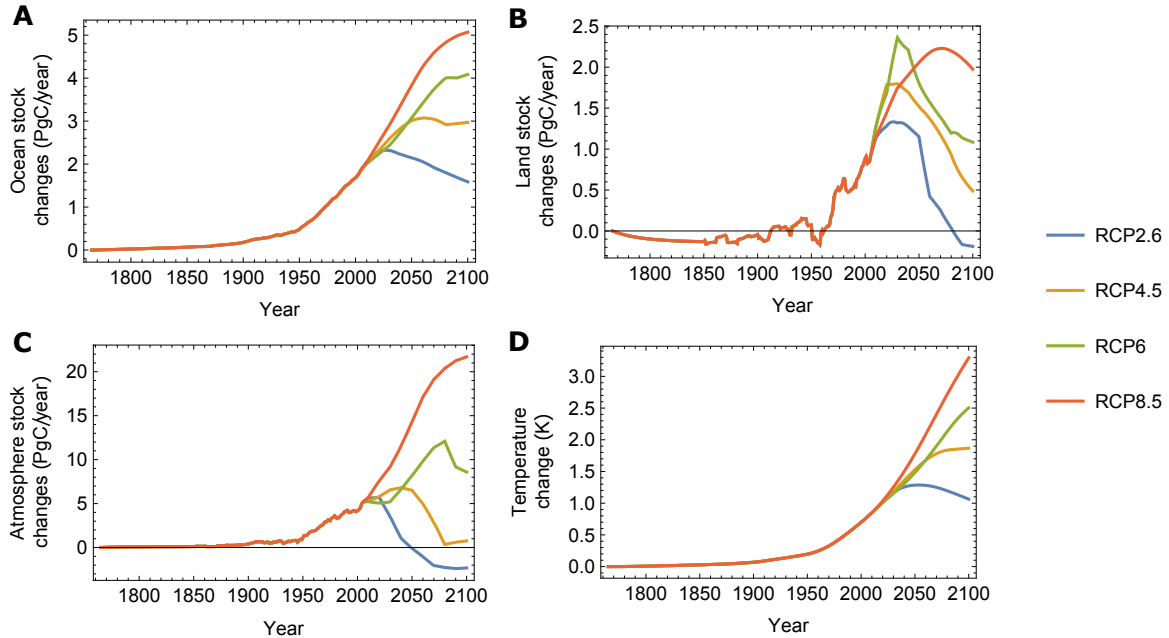 A
Ocean stock
changes (PgC/year)
5
4
3
2
1
0
1800 1850 1900 1950 2000 2050 2100
Year
B
Land stock
changes (PgC/year)
2.5
2.0
1.5
1.0
0.5
0.0
1800 1850 1900 1950 2000 2050 2100
Year
C
Atmosphere stock
changes (PgC/year)
20
15
10
5
0
1800 1850 1900 1950 2000 2050 2100
Year
D
Temperature
change (K)
3.0
2.5
2.0
1.5
1.0
0.5
0.0
1800 1850 1900 1950 2000 2050 2100
Year
RCP2.6
RCP4.5
RCP6
RCP8.5